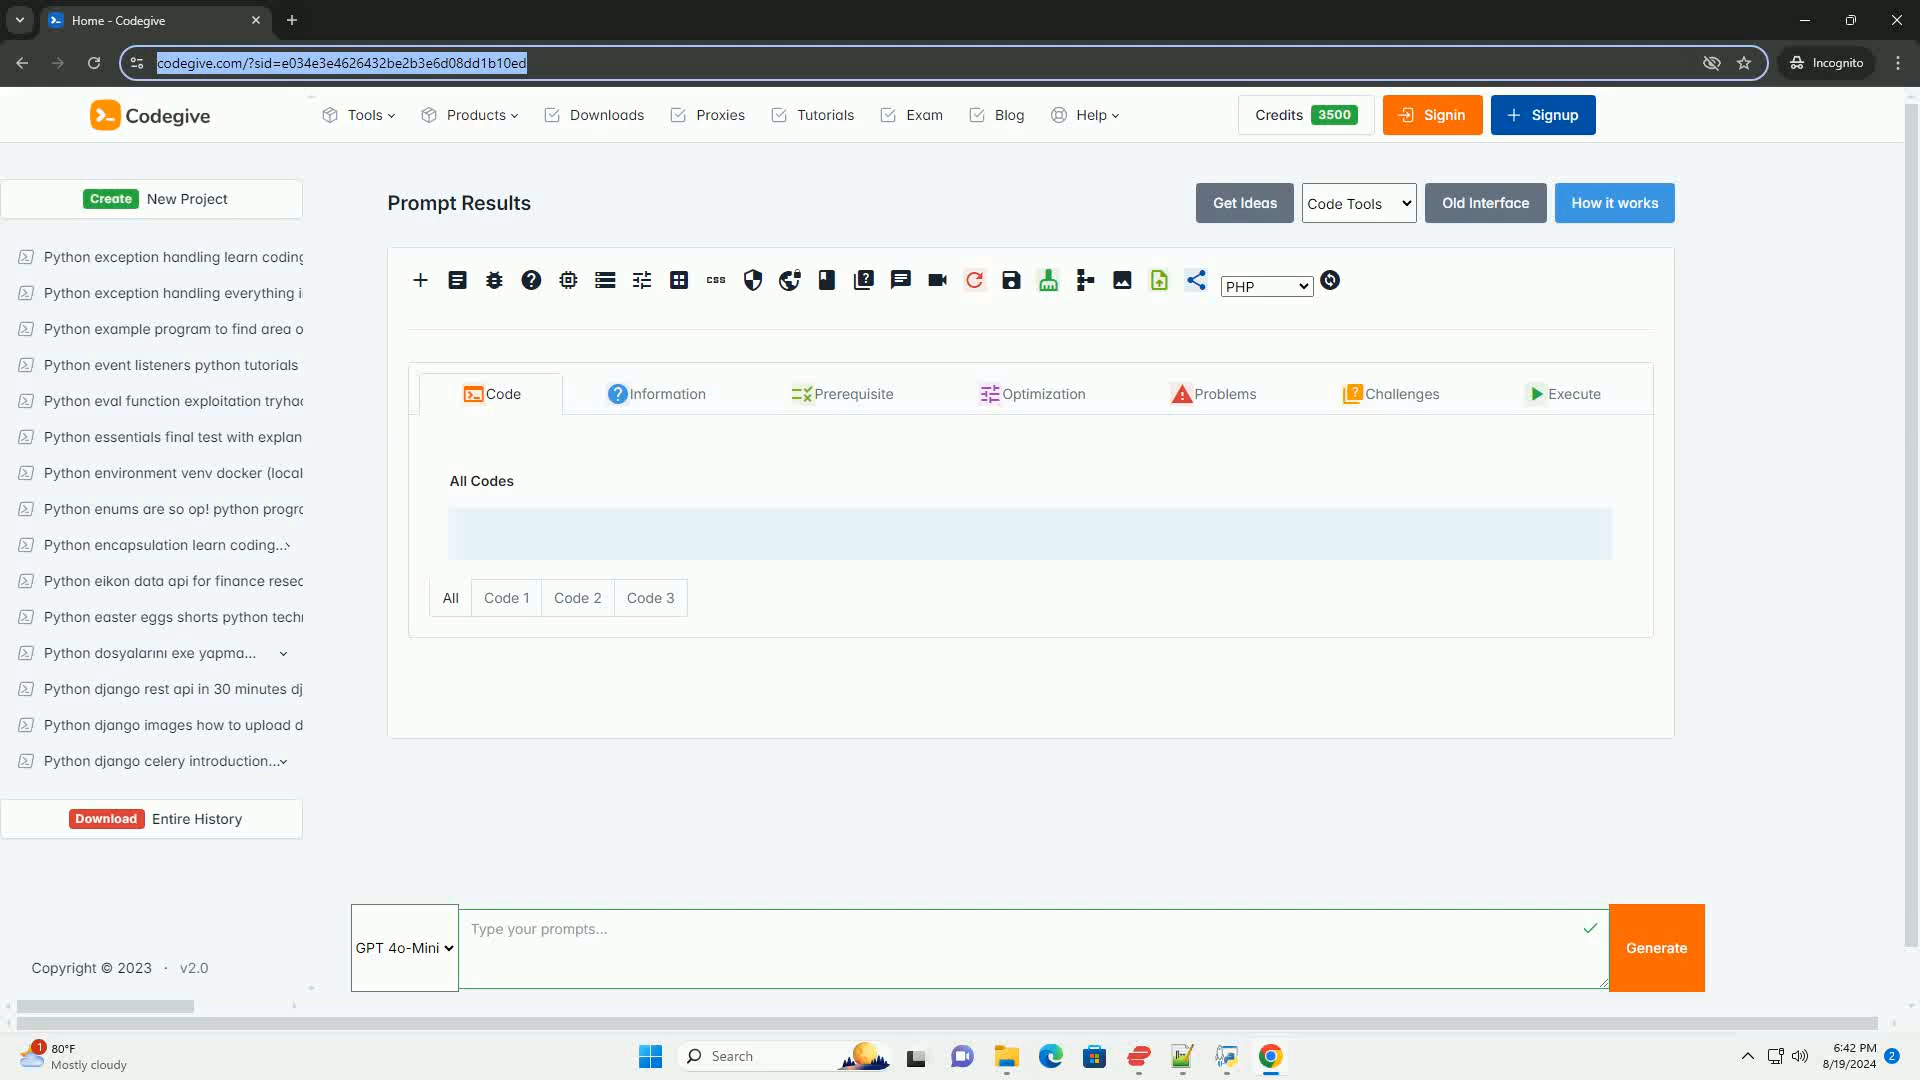 Home - Codegive
codegive.com/?sid=e034e3e4626432be2b3e6d08dd1b10ed
Incognito
Codegive
Tools
Products
Downloads
Proxies
Tutorials
Exam
Blog
Help
Credits 3500
Signin
Signup
Create New Project
Python exception handling learn coding
Python exception handling everything i
Python example program to find area o
Python event listeners python tutorials
Python eval function exploitation tryhac
Python essentials final test with explan
Python environment venv docker (local
Python enums are so op! python progra
Python encapsulation learn coding...
Python eikon data api for finance resea
Python easter eggs shorts python techn
Python dosyalarını exe yapma...
Python django rest api in 30 minutes dj
Python django images how to upload d
Python django celery introduction...
Download Entire History
Copyright © 2023 · v2.0
Prompt Results
Get Ideas
Code Tools
Old Interface
How it works
css
PHP
Code
Information
Prerequisite
Optimization
Problems
Challenges
Execute
All Codes
All
Code 1
Code 2
Code 3
GPT 4o-Mini
Type your prompts...
Generate
1
80°F
Mostly cloudy
Search
6:42 PM
8/19/2024
2